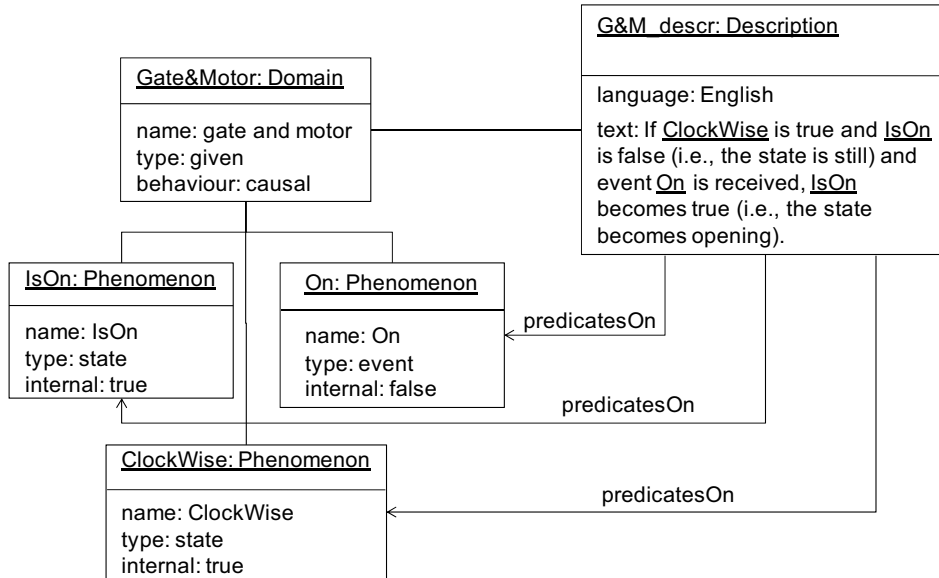 G&M_descr: Description
language: English
text: If ClockWise is true and IsOn
is false (i.e., the state is still) and
event On is received, IsOn
becomes true (i.e., the state
becomes opening).
Gate&Motor: Domain
name: gate and motor
type: given
behaviour: causal
IsOn: Phenomenon
name: IsOn
type: state
internal: true
On: Phenomenon
name: On
type: event
internal: false
predicatesOn
predicatesOn
ClockWise: Phenomenon
name: ClockWise
type: state
internal: true
predicatesOn